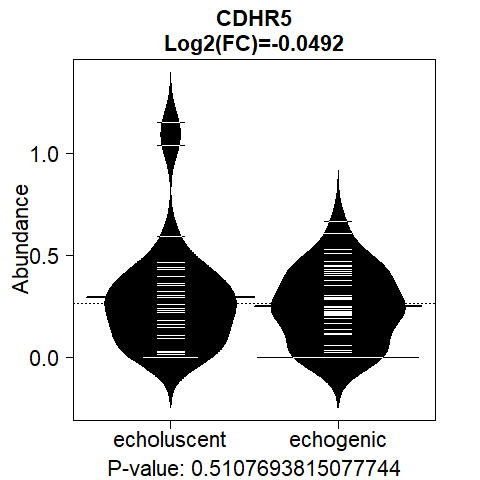 CDHR5
Log2(FC)=-0.0492
Abundance
1.0
0.5
0.0
echoluscent
echogenic
P-value: 0.5107693815077744